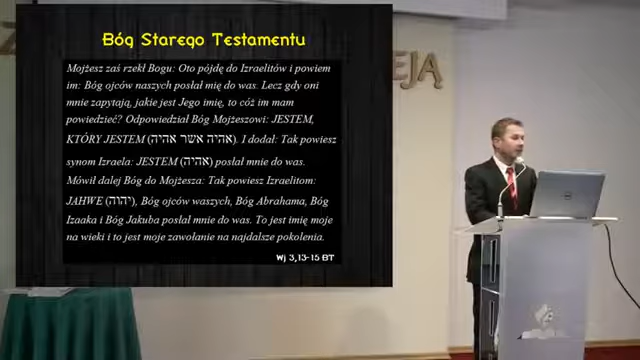 Bóg Starego Testamentu
Mojżesz zaś rzekł Bogu: Oto pójdę do Izraelitów i powiem
im: Bóg ojców naszych posłał mię do was. Lecz gdy oni
mnie zapytają, jakie jest Jego imię, to cóż im mam
powiedzieć? Odpowiedział Bóg Mojżeszowi: JESTEM,
KTÓRY JESTEM (אהיה אשר אהיה). I dodał: Tak powiesz
synom Izraela: JESTEM (אהיה) posłał mnie do was.
Mówił dalej Bóg do Mojżesza: Tak powiesz Izraelitom:
JAHWE (יהוה), Bóg ojców waszych, Bóg Abrahama, Bóg
Izaaka i Bóg Jakuba posłał mnie do was. To jest imię moje
na wieki i to jest moje zawołanie na najdalsze pokolenia.
Wj 3,13-15 BT
EJĄ
DELL